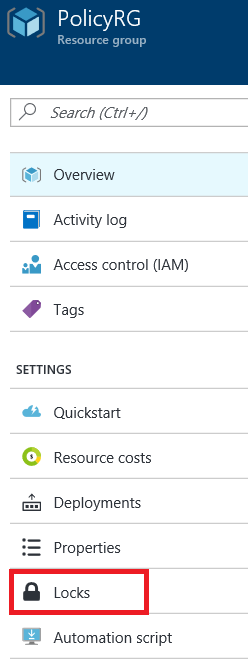 PolicyRG
Resource group
Search (Ctrl+/)
Overview
Activity log
Access control (IAM)
Tags
SETTINGS
Quickstart
Resource costs
Deployments
Properties
Locks
Automation script